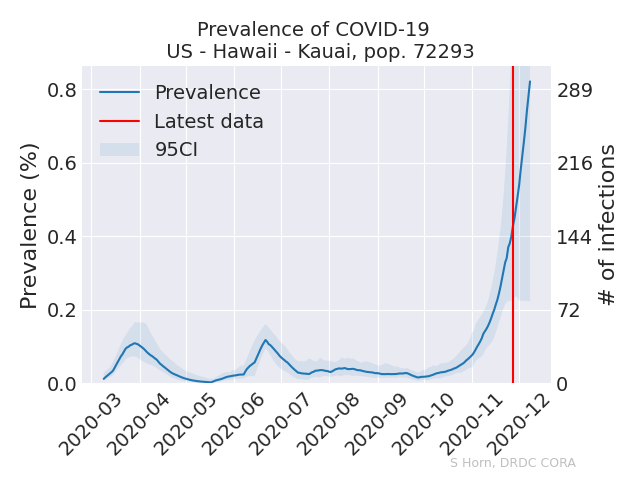 Prevalence of COVID-19
US - Hawaii - Kauai, pop. 72293
Prevalence
Latest data
95CI
Prevalence (%)
0.8
0.6
0.4
0.2
0.0
289
216
144
72
0
# of infections
2020-03
2020-04
2020-05
2020-06
2020-07
2020-08
2020-09
2020-10
2020-11
2020-12
S Horn, DRDC CORA